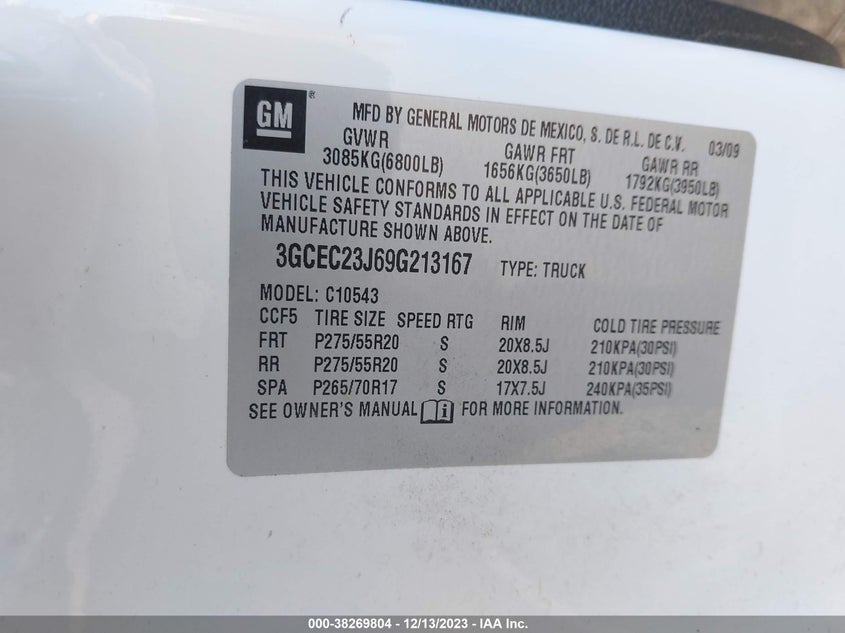 GM ® MFD BY GENERAL MOTORS DE MEXICO, S. DE R.L. DE C.V. 03/09
GVWR GAWR FRT GAWR RR
3085KG(6800LB) 1656KG(3650LB) 1792KG(3950LB)
THIS VEHICLE CONFORMS TO ALL APPLICABLE U.S. FEDERAL MOTOR
VEHICLE SAFETY STANDARDS IN EFFECT ON THE DATE OF
MANUFACTURE SHOWN ABOVE.
3GCEC23J69G213167 TYPE: TRUCK
MODEL: C10543
CCF5 TIRE SIZE SPEED RTG RIM COLD TIRE PRESSURE
FRT P275/55R20 S 20X8.5J 210KPA(30PSI)
RR P275/55R20 S 20X8.5J 210KPA(30PSI)
SPA P265/70R17 S 17X7.5J 240KPA(35PSI)
SEE OWNER'S MANUAL i FOR MORE INFORMATION.
000-38269804 - 12/13/2023 - IAA Inc.